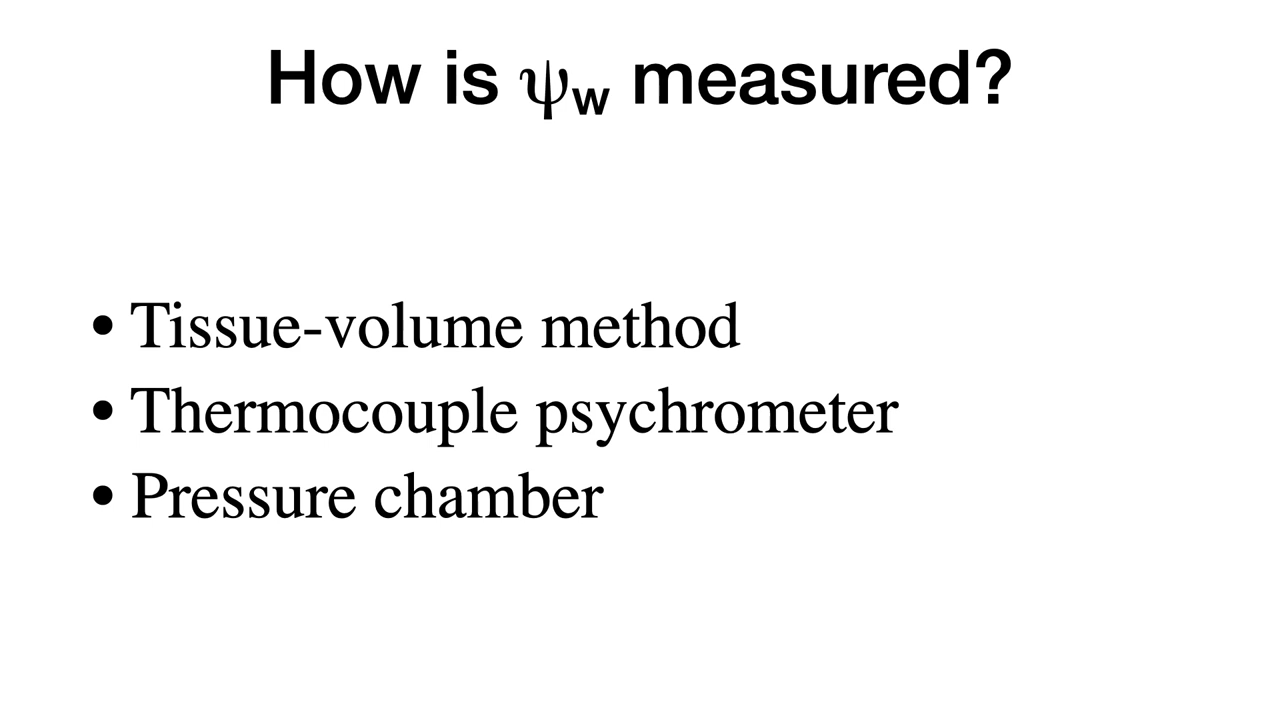 How is ψw measured?
• Tissue-volume method
• Thermocouple psychrometer
• Pressure chamber